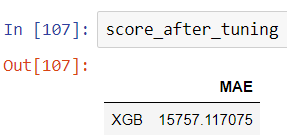 In [107]: score_after_tuning
Out[107]:
MAE
XGB 15757.117075